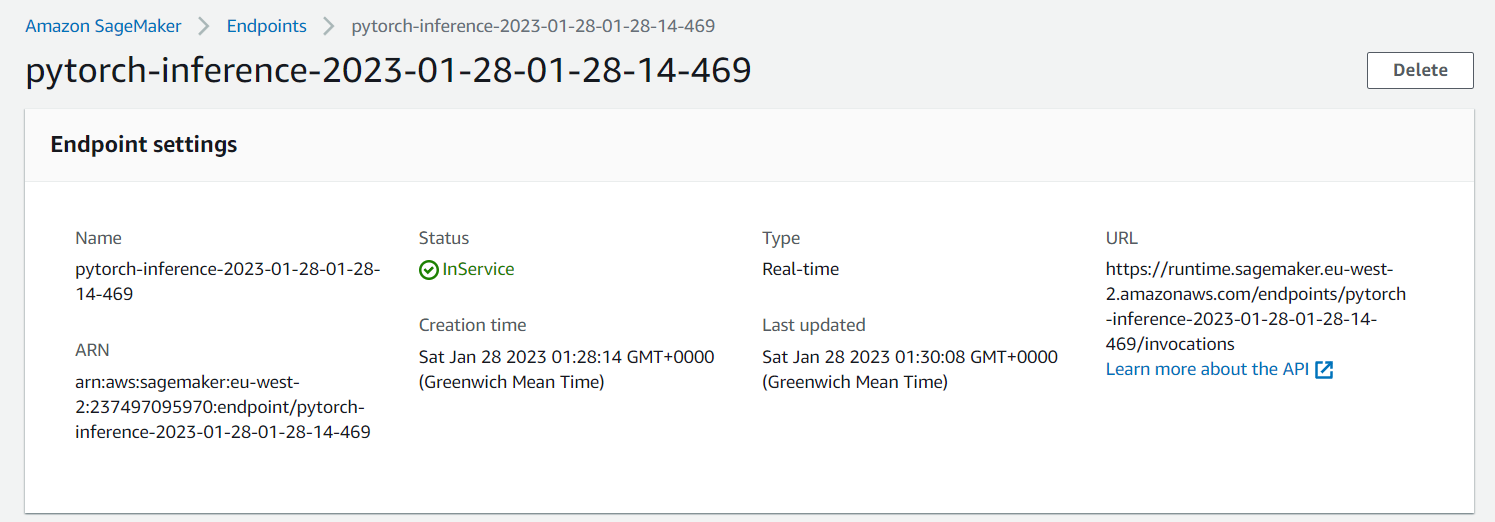 Amazon SageMaker > Endpoints > pytorch-inference-2023-01-28-01-28-14-469
pytorch-inference-2023-01-28-01-28-14-469
Delete
Endpoint settings
Name
pytorch-inference-2023-01-28-01-28-
14-469
ARN
arn:aws:sagemaker:eu-west-
2:237497095970:endpoint/pytorch-
inference-2023-01-28-01-28-14-469
Status
InService
Creation time
Sat Jan 28 2023 01:28:14 GMT+0000
(Greenwich Mean Time)
Type
Real-time
Last updated
Sat Jan 28 2023 01:30:08 GMT+0000
(Greenwich Mean Time)
URL
https://runtime.sagemaker.eu-west-
2.amazonaws.com/endpoints/pytorch
-inference-2023-01-28-01-28-14-
469/invocations
Learn more about the API